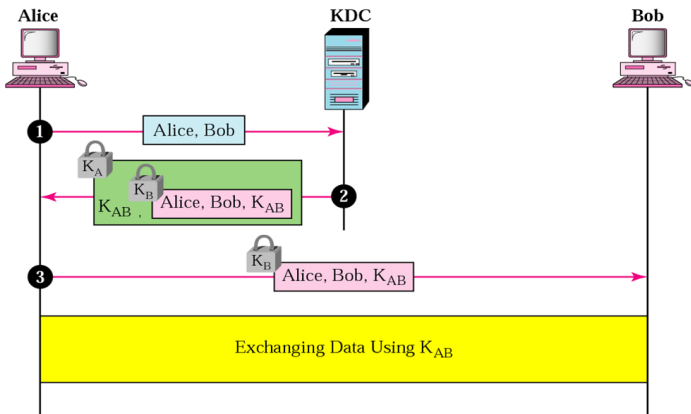 Alice KDC Bob
1 Alice, Bob
K_A
K_B
K_AB , Alice, Bob, K_AB 2
K_B
3 Alice, Bob, K_AB
Exchanging Data Using K_AB